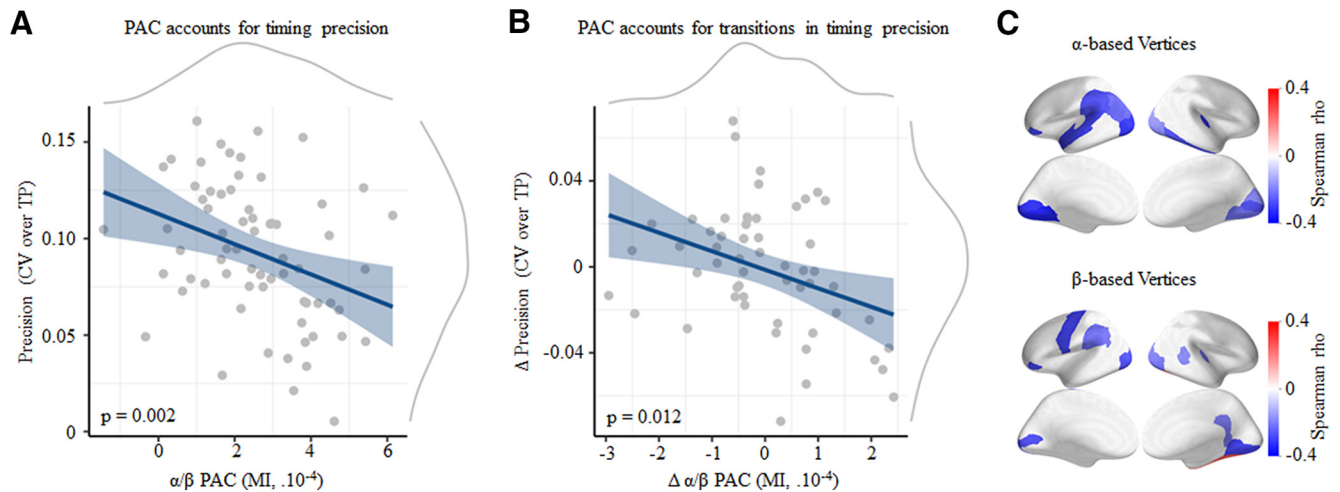 A
PAC accounts for timing precision
Precision (CV over TP)
0.15
0.10
0.05
0
p = 0.002
0 2 4 6
α/β PAC (MI, .10-4)
B
PAC accounts for transitions in timing precision
Δ Precision (CV over TP)
0.04
0
-0.04
p = 0.012
-3 -2 -1 0 1 2
Δ α/β PAC (MI, .10-4)
C
α-based Vertices
0.4
0
-0.4
Spearman rho
β-based Vertices
0.4
0
-0.4
Spearman rho